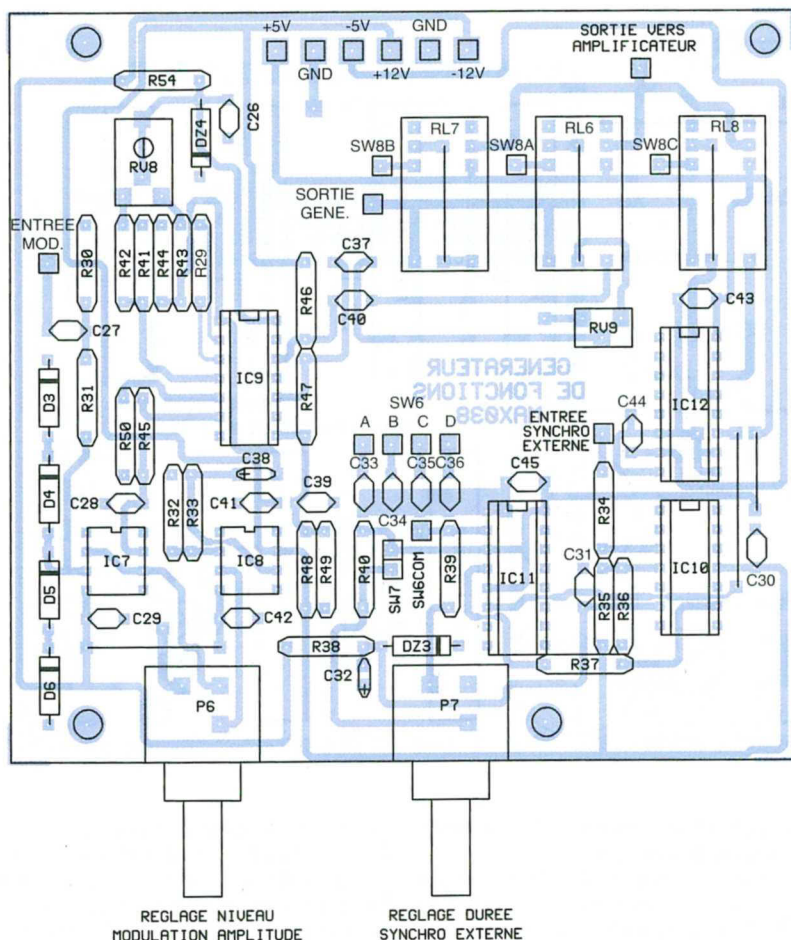 +5V
-5V
GND
GND
+12V
-12V
SORTIE VERS
AMPLIFICATEUR
R54
DZ4
C26
RV8
RL7
RL6
RL8
SW8B
SW8A
SW8C
SORTIE
GENE.
ENTREE
MOD.
R30
R42
R41
R44
R43
R29
C37
C40
R46
C43
C27
RV9
D3
R31
IC9
R47
GENERATEUR
DE FONCTIONS
MAX038
SW6
A
B
C
D
ENTREE
SYNCHRO
EXTERNE
C44
IC12
R50
R45
C38
C33
C35
C36
C45
D4
C28
R32
R33
C41
C39
R34
C34
IC7
IC8
R48
R49
R40
SW7
SW6COM
R39
IC11
C31
IC10
C30
D5
R35
R36
C29
C42
R38
DZ3
R37
C32
D6
P6
P7
REGLAGE NIVEAU
MODULATION AMPLITUDE
REGLAGE DUREE
SYNCHRO EXTERNE